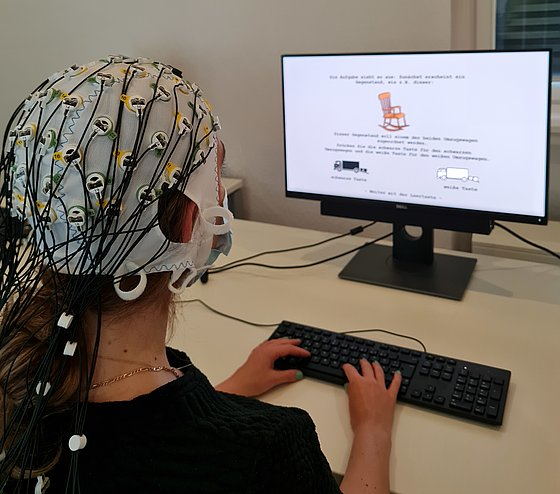 Die Aufgabe sieht so aus: Zunächst erscheint ein
Gegenstand, wie z.B. dieser:
Dieser Gegenstand soll einem der beiden Umzugswagen
zugeordnet werden.
Drücken Sie die schwarze Taste für den schwarzen
Umzugswagen und die weiße Taste für den weißen Umzugswagen.
schwarze Taste
weiße Taste
- Weiter mit der Leertaste -
DELL